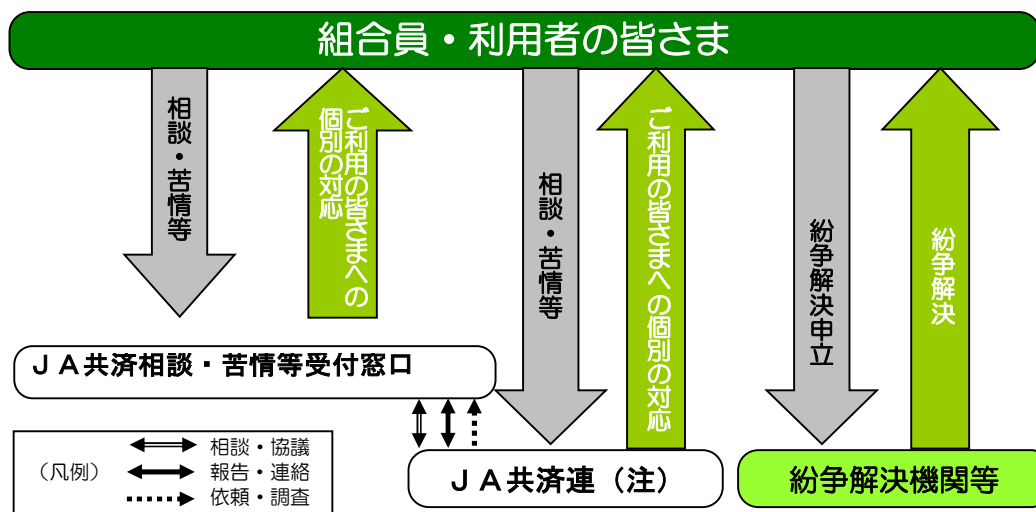 組合員・利用者の皆さま
相談・苦情等
ご利用の皆さまへの
個別の対応
相談・苦情等
ご利用の皆さまへの個別の対応
紛争解決申立
紛争解決
ＪＡ共済相談・苦情等受付窓口
ＪＡ共済連（注）
紛争解決機関等
（凡例）
相談・協議
報告・連絡
依頼・調査